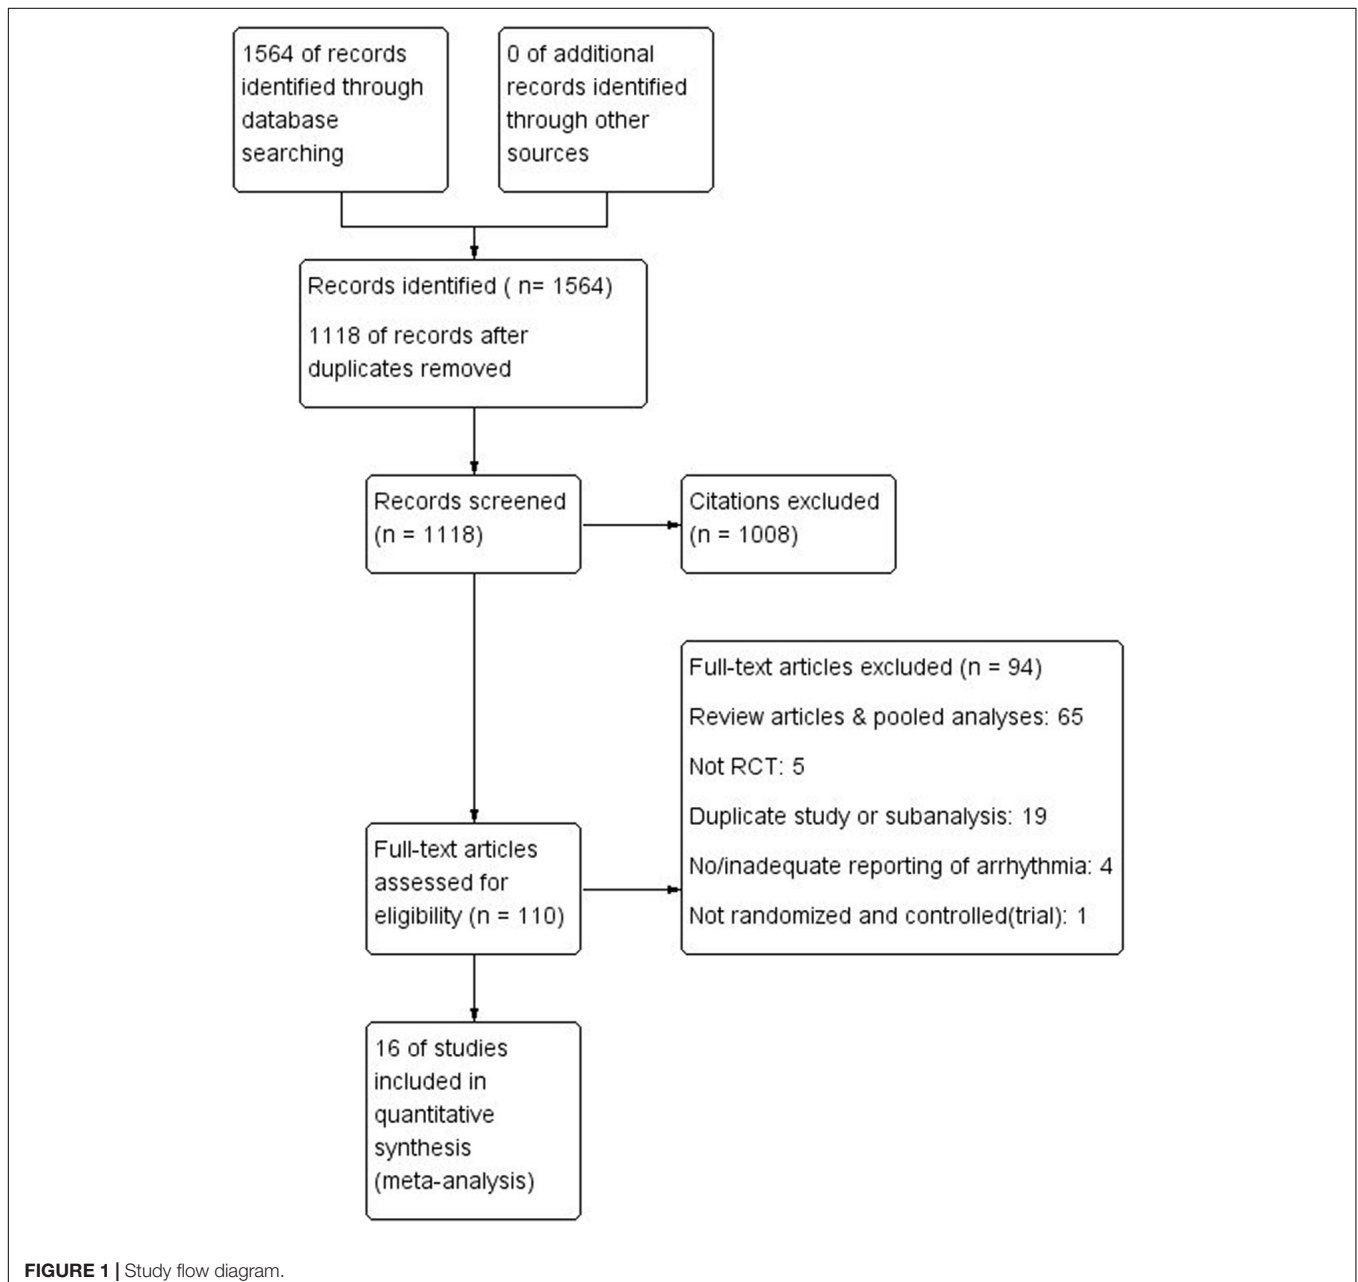 1564 of records
identified through
database
searching
0 of additional
records identified
through other
sources
Records identified ( n= 1564)
1118 of records after
duplicates removed
Records screened
(n = 1118)
Citations excluded
(n = 1008)
Full-text articles excluded (n = 94)
Review articles & pooled analyses: 65
Not RCT: 5
Duplicate study or subanalysis: 19
No/inadequate reporting of arrhythmia: 4
Not randomized and controlled(trial): 1
Full-text articles
assessed for
eligibility (n = 110)
16 of studies
included in
quantitative
synthesis
(meta-analysis)
FIGURE 1 | Study flow diagram.